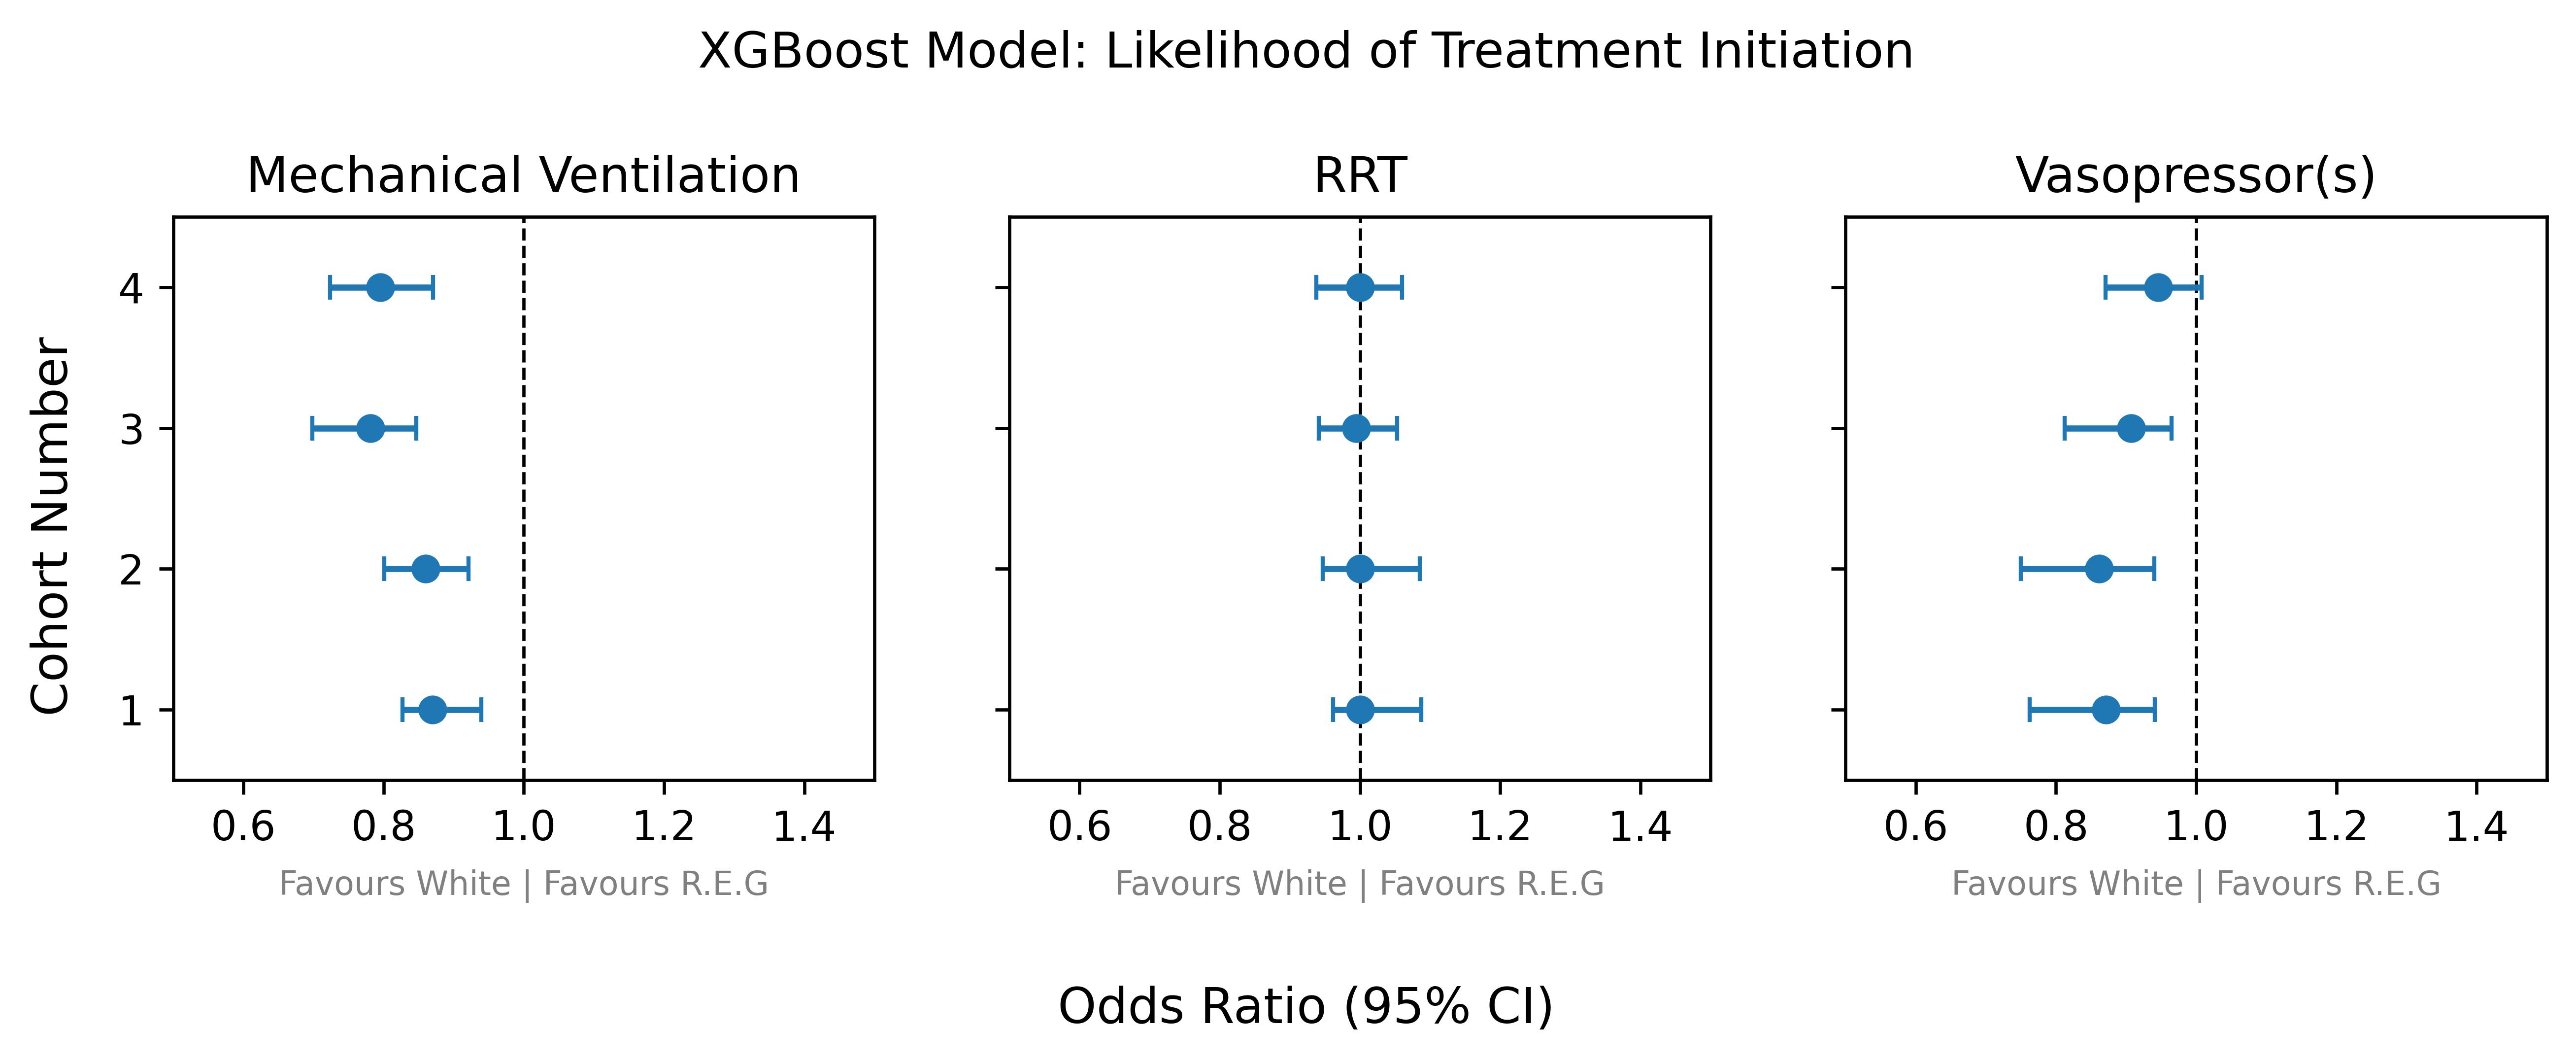 XGBoost Model: Likelihood of Treatment Initiation
Mechanical Ventilation
RRT
Vasopressor(s)
Cohort Number
4
3
2
1
0.6 0.8 1.0 1.2 1.4
0.6 0.8 1.0 1.2 1.4
0.6 0.8 1.0 1.2 1.4
Favours White | Favours R.E.G
Favours White | Favours R.E.G
Favours White | Favours R.E.G
Odds Ratio (95% CI)